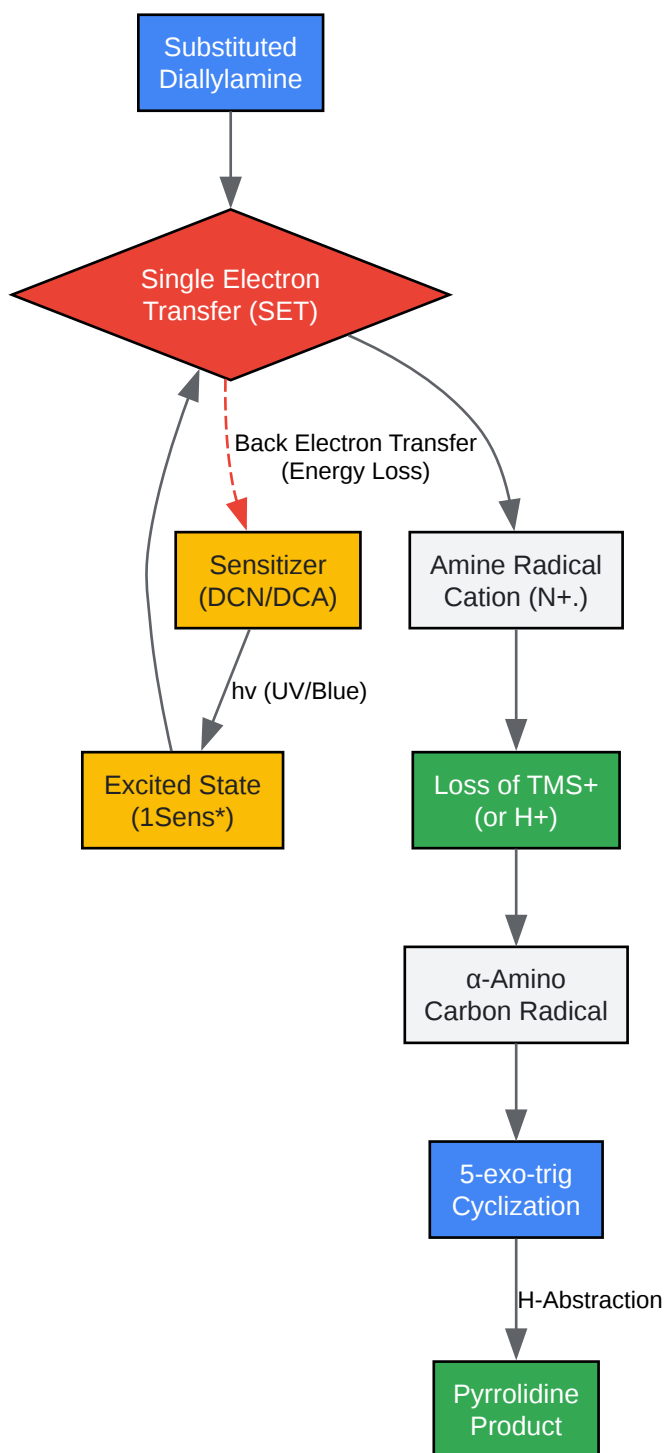 Substituted
Diallylamine
Single Electron
Transfer (SET)
Back Electron Transfer
(Energy Loss)
Sensitizer
(DCN/DCA)
Amine Radical
Cation (N+.)
hv (UV/Blue)
Excited State
(1Sens*)
Loss of TMS+
(or H+)
α-Amino
Carbon Radical
5-exo-trig
Cyclization
H-Abstraction
Pyrrolidine
Product